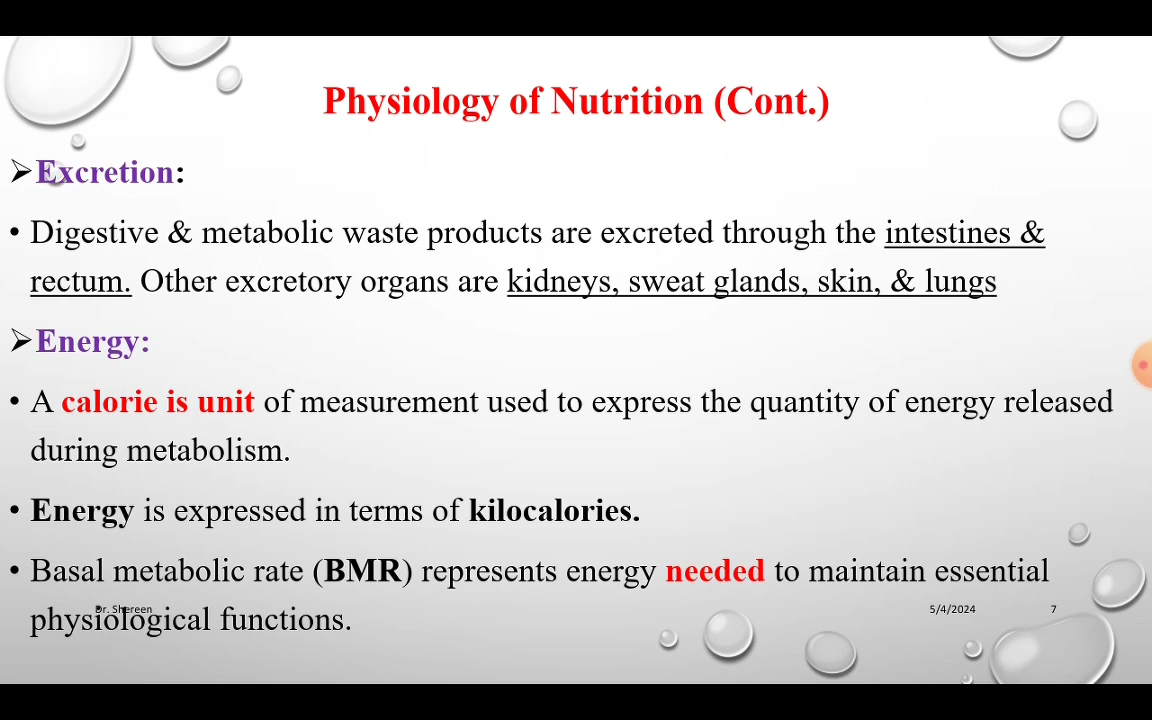 Physiology of Nutrition (Cont.)
➢Excretion:
• Digestive & metabolic waste products are excreted through the intestines &
rectum. Other excretory organs are kidneys, sweat glands, skin, & lungs
➢Energy:
• A calorie is unit of measurement used to express the quantity of energy released
during metabolism.
• Energy is expressed in terms of kilocalories.
• Basal metabolic rate (BMR) represents energy needed to maintain essential
physiological functions.
Dr. Shereen 5/4/2024 7